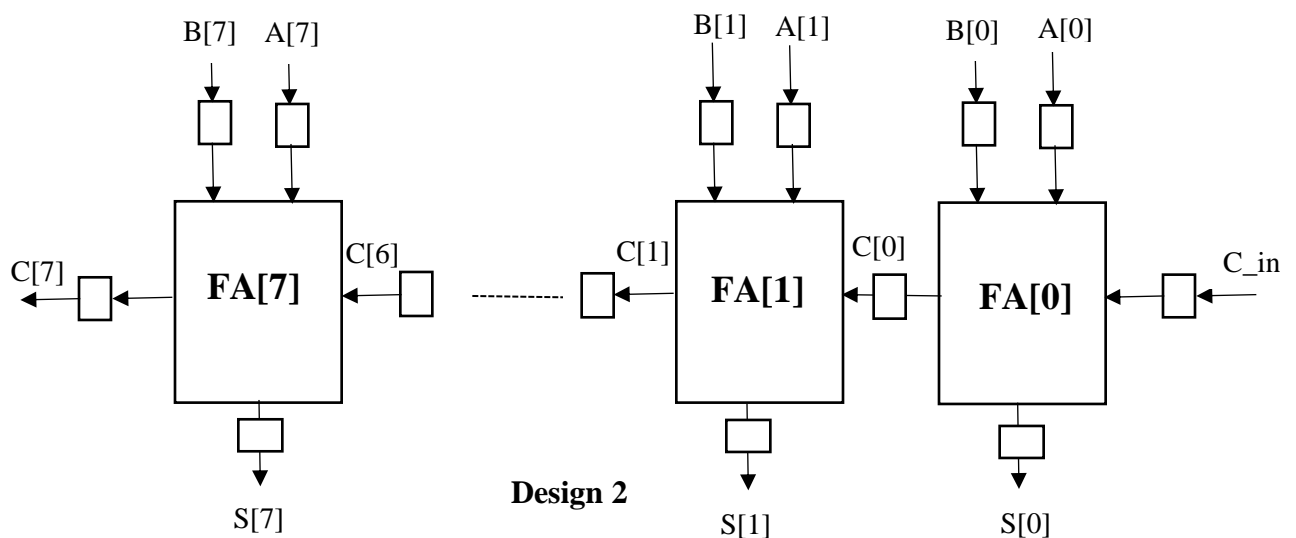 B[7] A[7] B[1] A[1] B[0] A[0]
C[7] FA[7] C[6] C[1] FA[1] C[0] FA[0] C_in
Design 2
S[7] S[1] S[0]